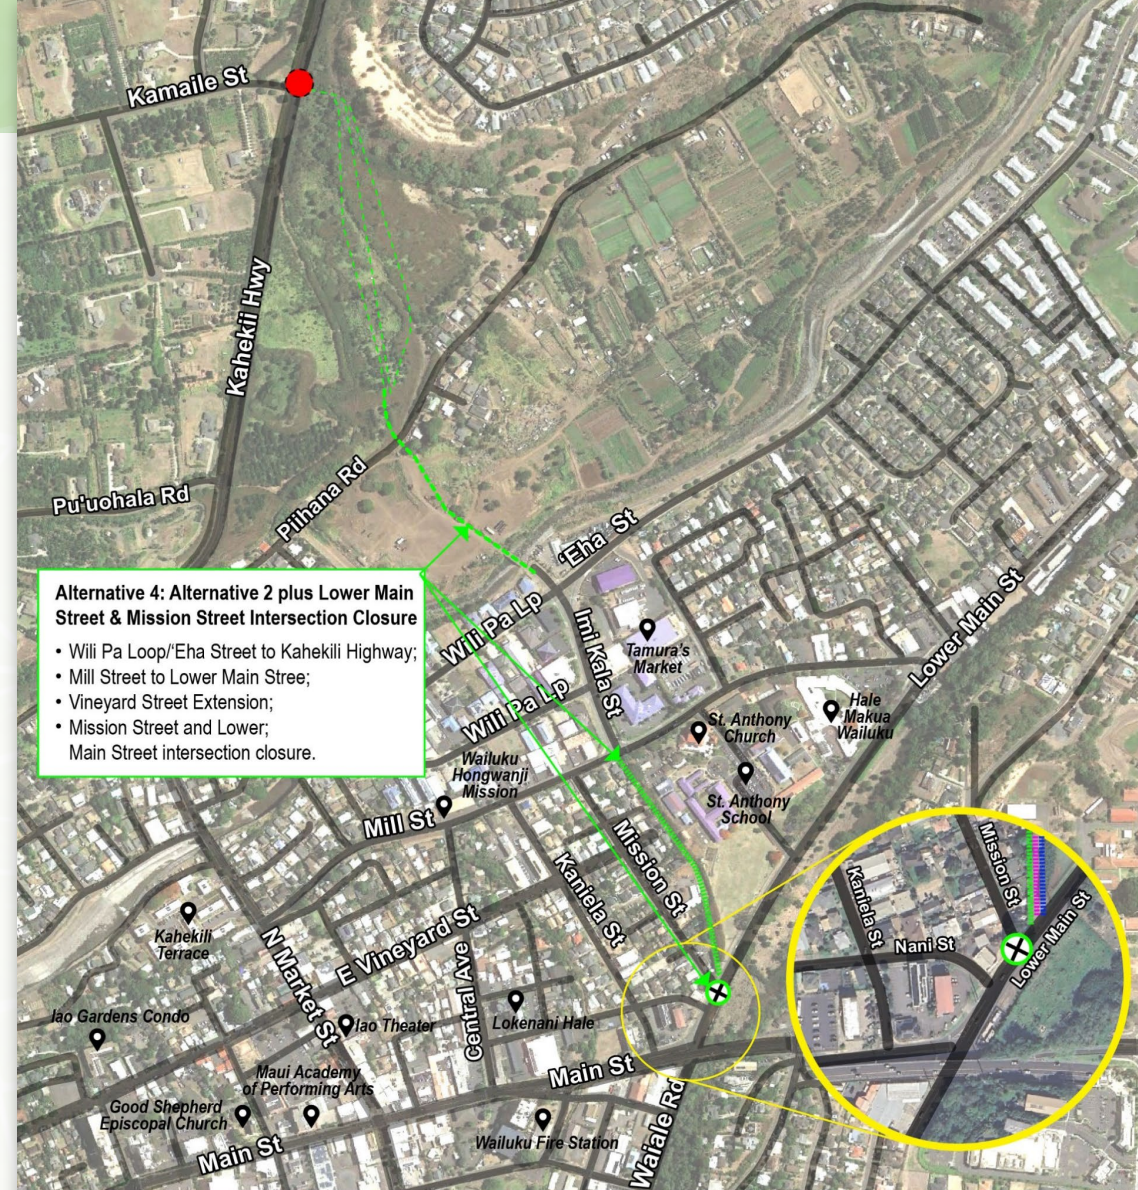 Kamaile St
Kahekii Hwy
Pu'uohala Rd
Piihana Rd
'Eha St
Alternative 4: Alternative 2 plus Lower Main
Street & Mission Street Intersection Closure
• Wili Pa Loop/'Eha Street to Kahekili Highway;
• Mill Street to Lower Main Stree;
• Vineyard Street Extension;
• Mission Street and Lower;
Main Street intersection closure.
Wili Pa Lp
Imi Kala St
Tamura's
Market
Lower Main St
Wili Pa Lp
Hale
Makua
Wailuku
St. Anthony
Church
Wailuku
Hongwanji
Mission
St. Anthony
School
Mill St
Mission St
Kaniela St
Kahekili
Terrace
N Market St
E Vineyard St
Central Ave
Iao Gardens Condo
Iao Theater
Lokenani Hale
Maui Academy
of Performing Arts
Main St
Good Shepherd
Episcopal Church
Wailuku Fire Station
Main St
Waiale Rd
Mission St
Kaniela St
Nani St
Lower Main St